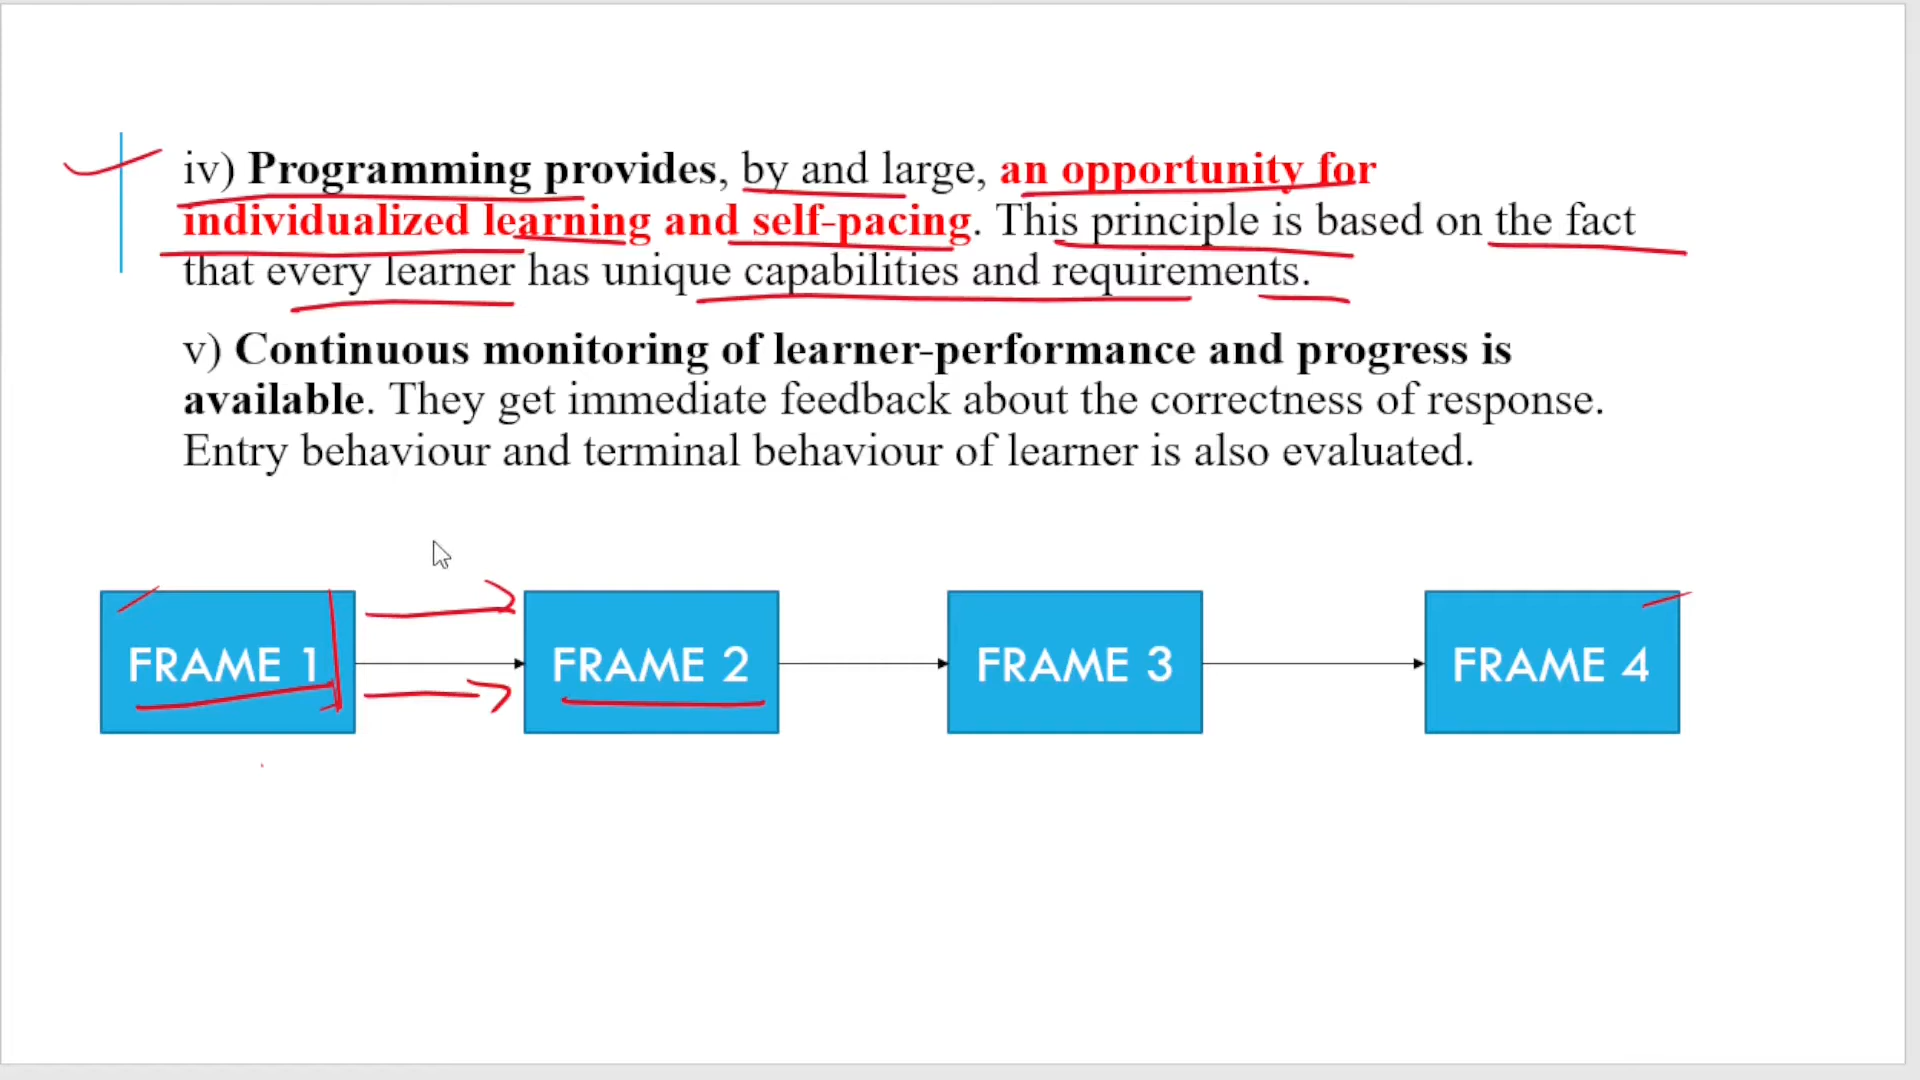 iv) Programming provides, by and large, an opportunity for
individualized learning and self-pacing. This principle is based on the fact
that every learner has unique capabilities and requirements.
v) Continuous monitoring of learner-performance and progress is
available. They get immediate feedback about the correctness of response.
Entry behaviour and terminal behaviour of learner is also evaluated.
FRAME 1
FRAME 2
FRAME 3
FRAME 4